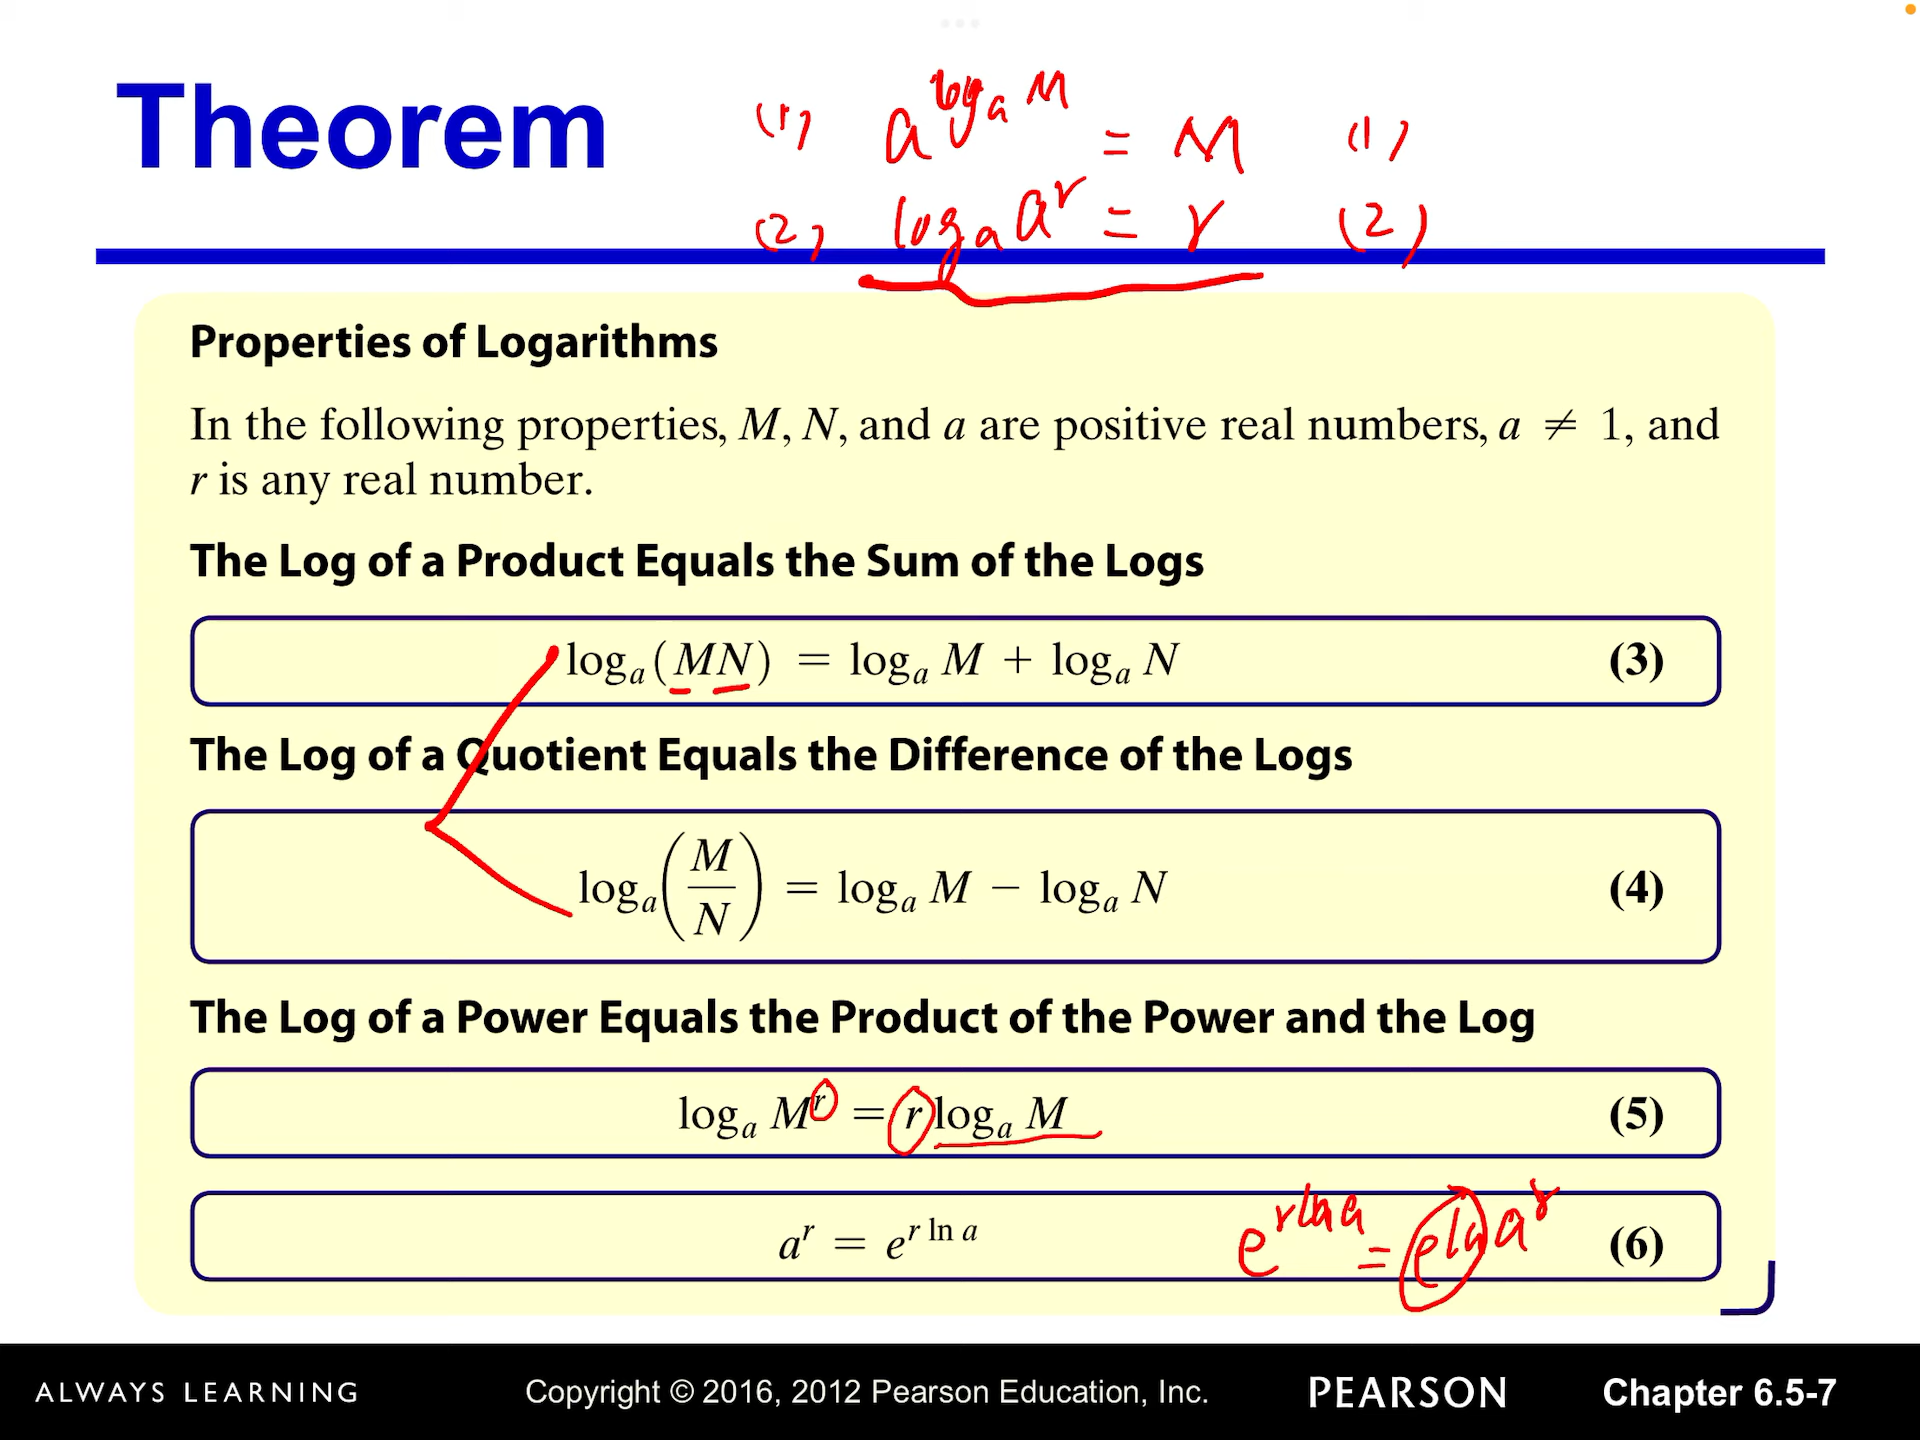 Theorem
(1) a^{log_a M} = M (1)
(2) log_a a^r = r (2)
Properties of Logarithms
In the following properties, M, N, and a are positive real numbers, a ≠ 1, and
r is any real number.
The Log of a Product Equals the Sum of the Logs
log_a (MN) = log_a M + log_a N (3)
The Log of a Quotient Equals the Difference of the Logs
log_a (M/N) = log_a M − log_a N (4)
The Log of a Power Equals the Product of the Power and the Log
log_a M^r = r log_a M (5)
a^r = e^{r ln a} e^{r ln a} = e^{ln a^r} (6)
ALWAYS LEARNING Copyright © 2016, 2012 Pearson Education, Inc. PEARSON Chapter 6.5-7